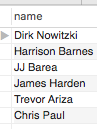 name
Dirk Nowitzki
Harrison Barnes
JJ Barea
James Harden
Trevor Ariza
Chris Paul